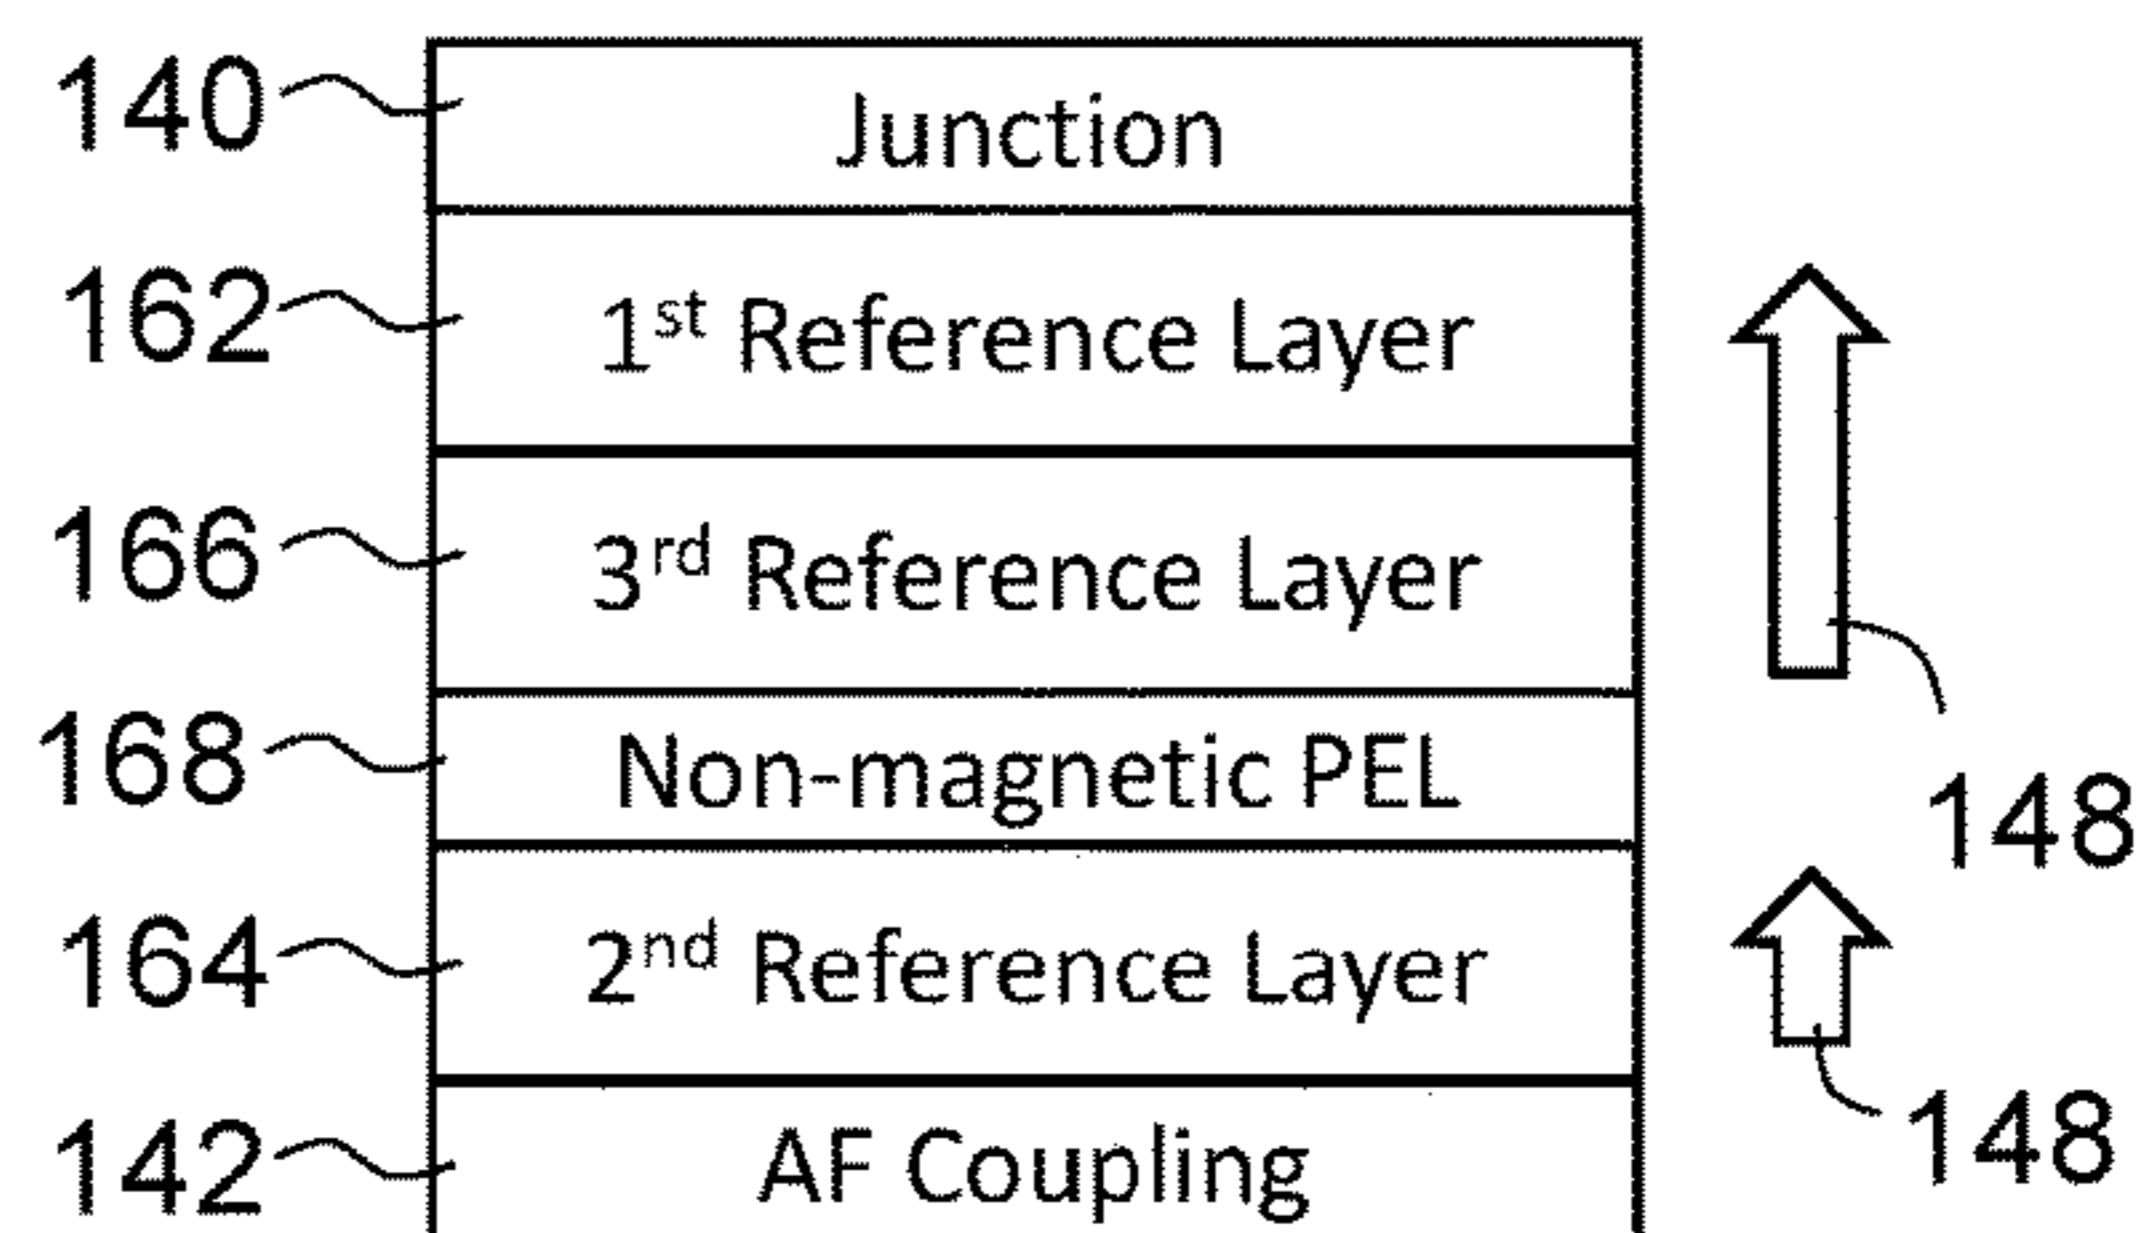 140 Junction
162 1st Reference Layer
166 3rd Reference Layer
168 Non-magnetic PEL
148
164 2nd Reference Layer
148
142 AF Coupling